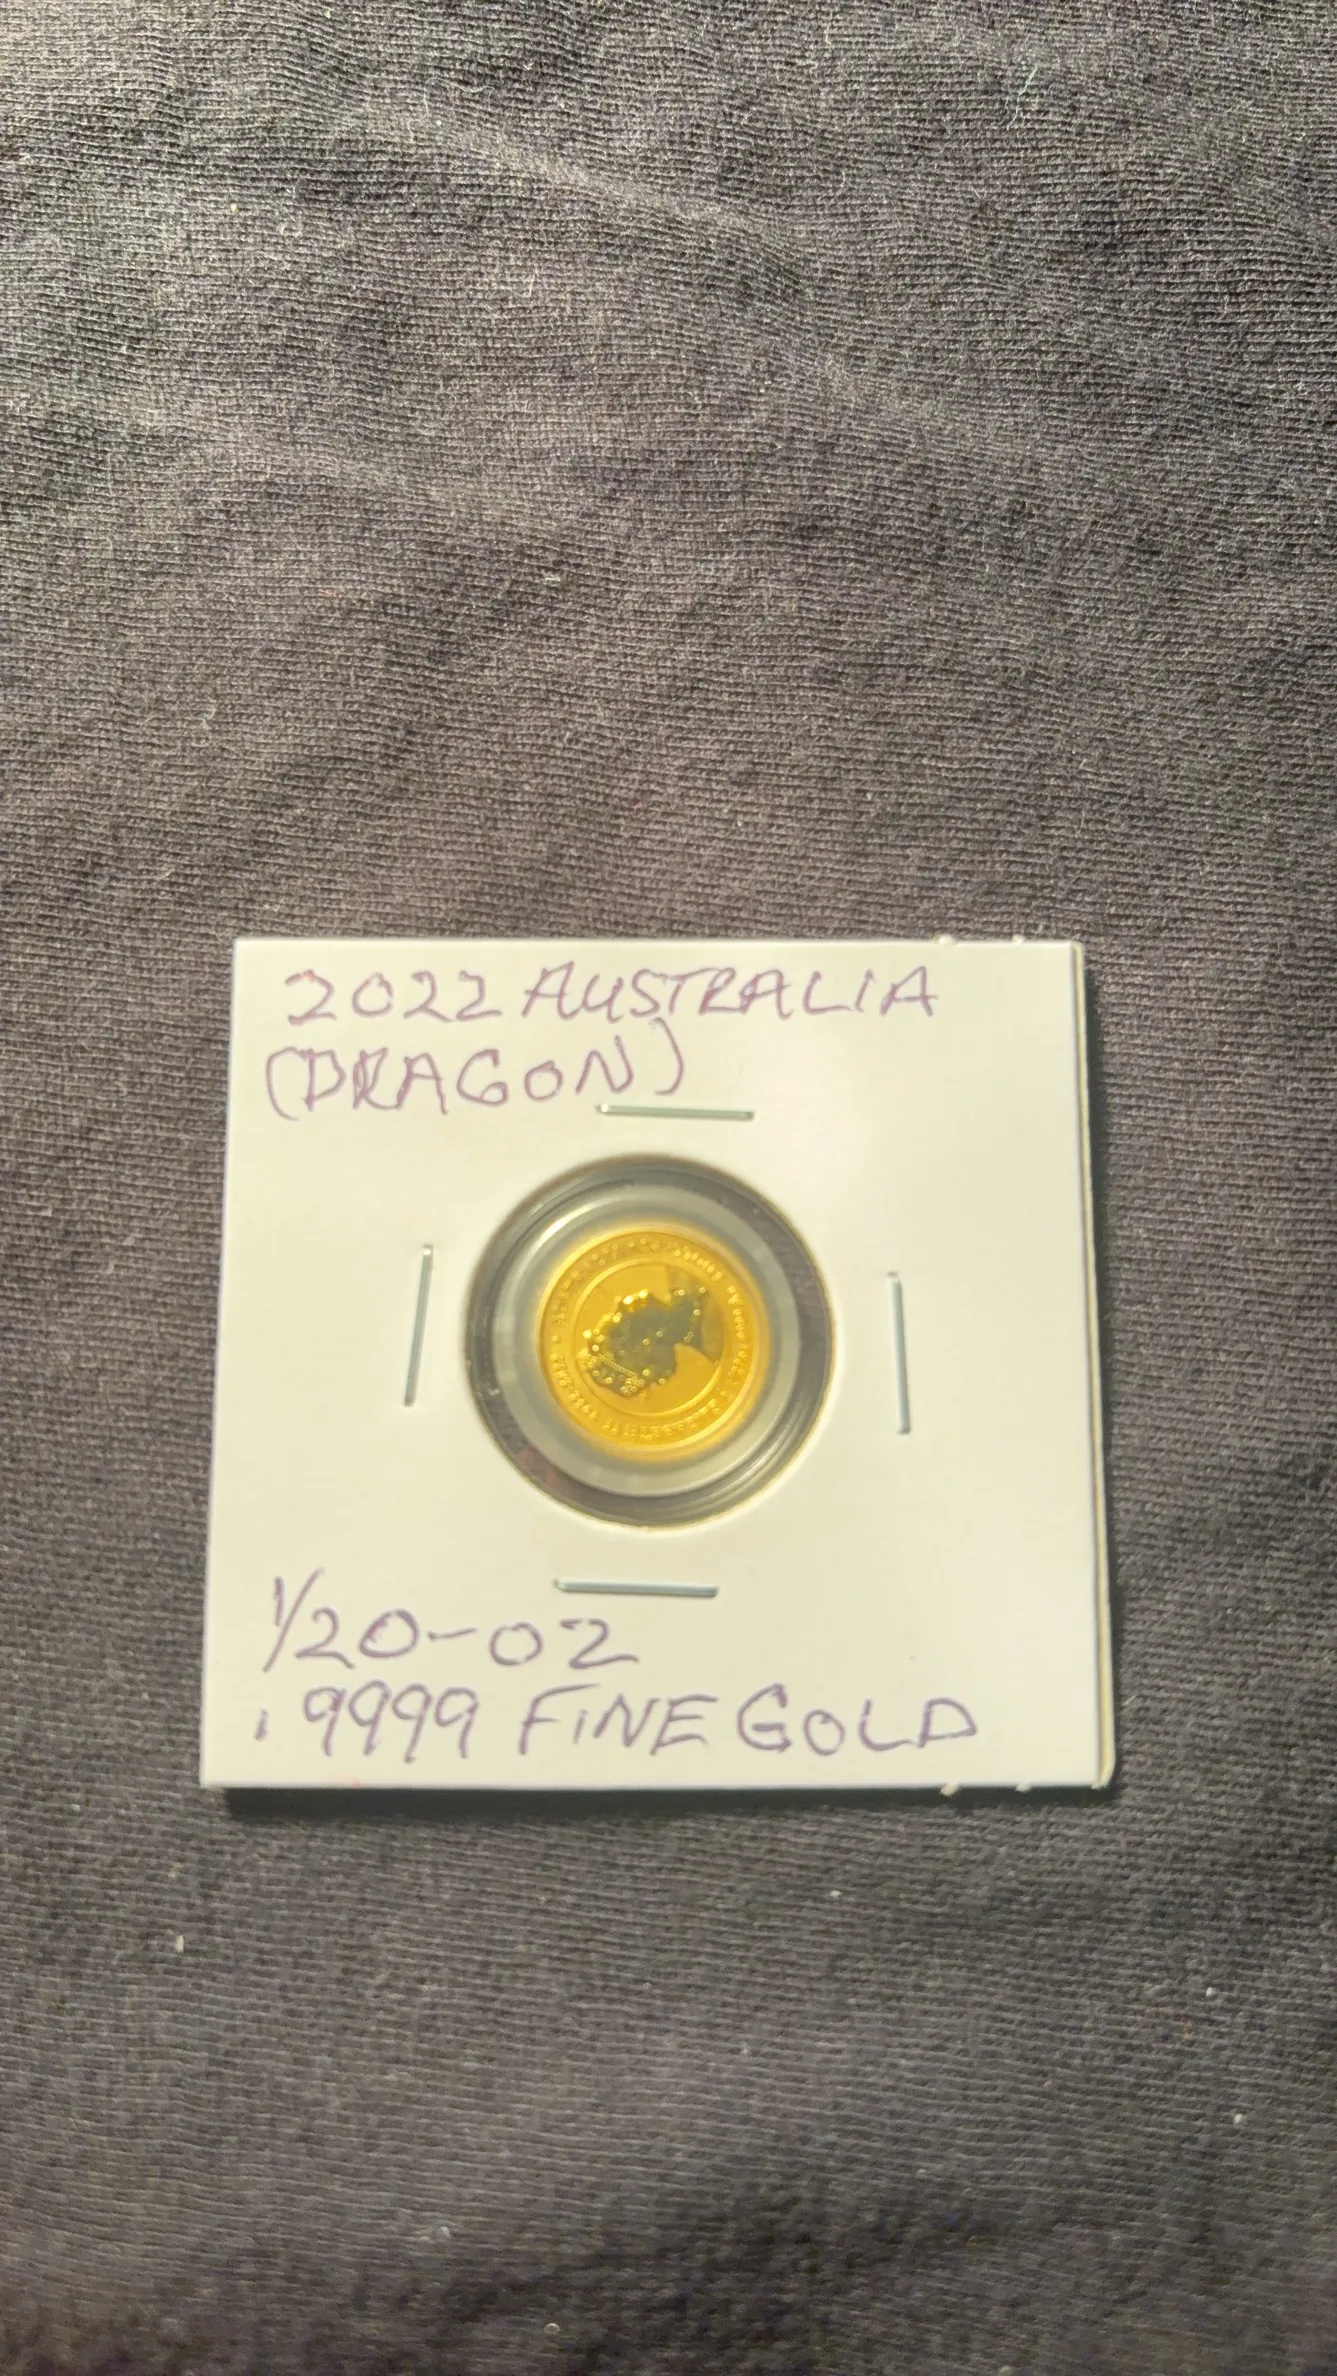 2022 AUSTRALIA
(DRAGON)
1/20-OZ
.9999 FINE GOLD